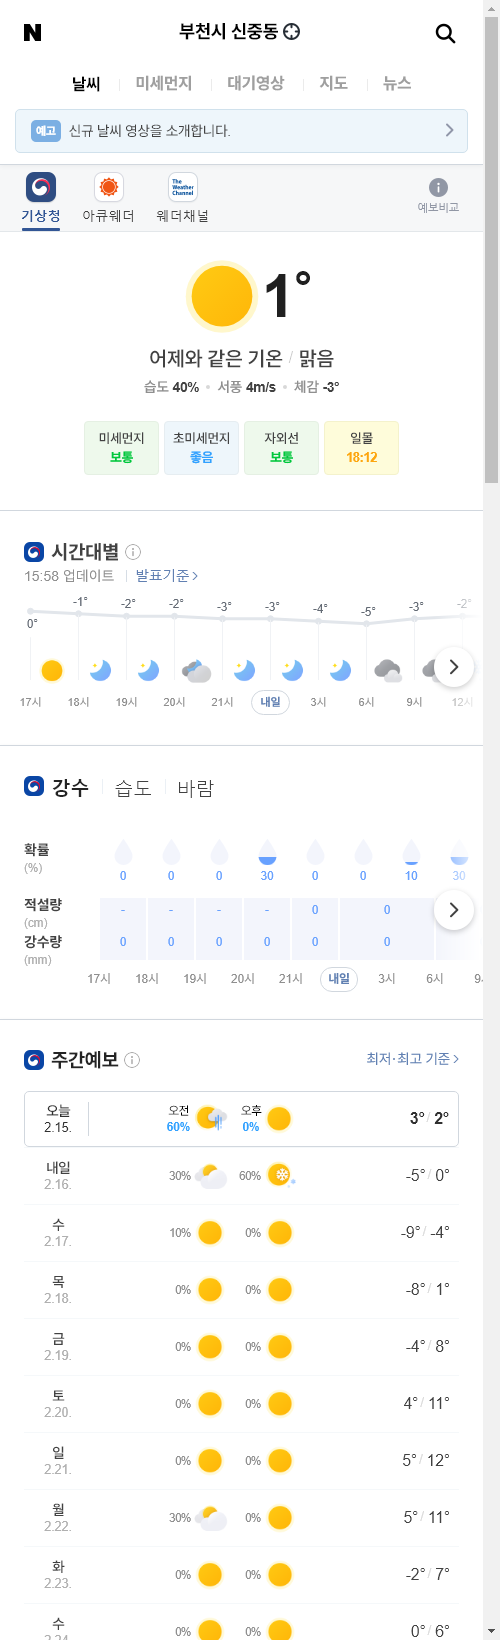 N
부천시 신중동
날씨 미세먼지 대기영상 지도 뉴스
예고 신규 날씨 영상을 소개합니다.
The Weather Channel
기상청 아큐웨더 웨더채널 예보비교
1°
어제와 같은 기온 / 맑음
습도 40% 서풍 4m/s 체감 -3°
미세먼지 초미세먼지 자외선 일몰
보통 좋음 보통 18:12
시간대별
15:58 업데이트 발표기준 >
0° -1° -2° -2° -3° -3° -4° -5° -3° -2°
17시 18시 19시 20시 21시 내일 3시 6시 9시 12시
강수 습도 바람
확률
(%)
0 0 0 30 0 0 10 30
적설량
(cm)
- - - - 0 0
강수량
(mm)
0 0 0 0 0 0
17시 18시 19시 20시 21시 내일 3시 6시 9
주간예보 최저·최고 기준 >
오늘 오전 오후
2.15. 60% 0% 3° / 2°
내일
2.16. 30% 60% -5° / 0°
수
2.17. 10% 0% -9° / -4°
목
2.18. 0% 0% -8° / 1°
금
2.19. 0% 0% -4° / 8°
토
2.20. 0% 0% 4° / 11°
일
2.21. 0% 0% 5° / 12°
월
2.22. 30% 0% 5° / 11°
화
2.23. 0% 0% -2° / 7°
수
2.24. 0% 0% 0° / 6°